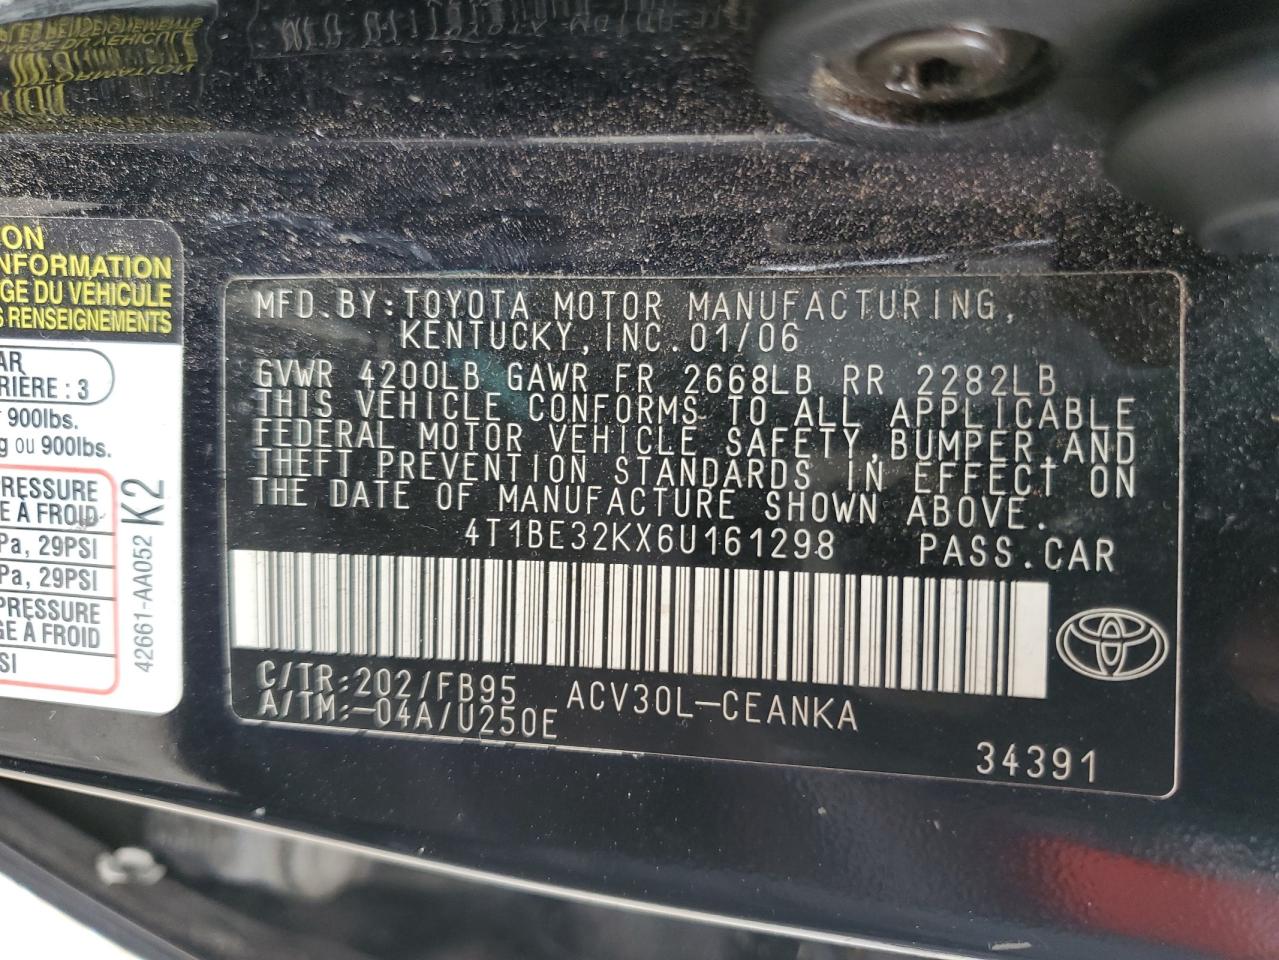 ON
NFORMATION
GE DU VÉHICULE
S RENSEIGNEMENTS
AR
RIÈRE : 3
900lbs.
g ou 900lbs.
PRESSURE
E À FROID
Pa, 29PSI
Pa, 29PSI
PRESSURE
GE À FROID
SI
42661-AA052 K2
MFD.BY:TOYOTA MOTOR MANUFACTURING,
KENTUCKY,INC.01/06
GVWR 4200LB GAWR FR 2668LB RR 2282LB
THIS VEHICLE CONFORMS TO ALL APPLICABLE
FEDERAL MOTOR VEHICLE SAFETY,BUMPER,AND
THEFT PREVENTION STANDARDS IN EFFECT ON
THE DATE OF MANUFACTURE SHOWN ABOVE.
4T1BE32KX6U161298 PASS.CAR
C/TR:202/FB95 ACV30L-CEANKA
A/TM:-04A/U250E
34391